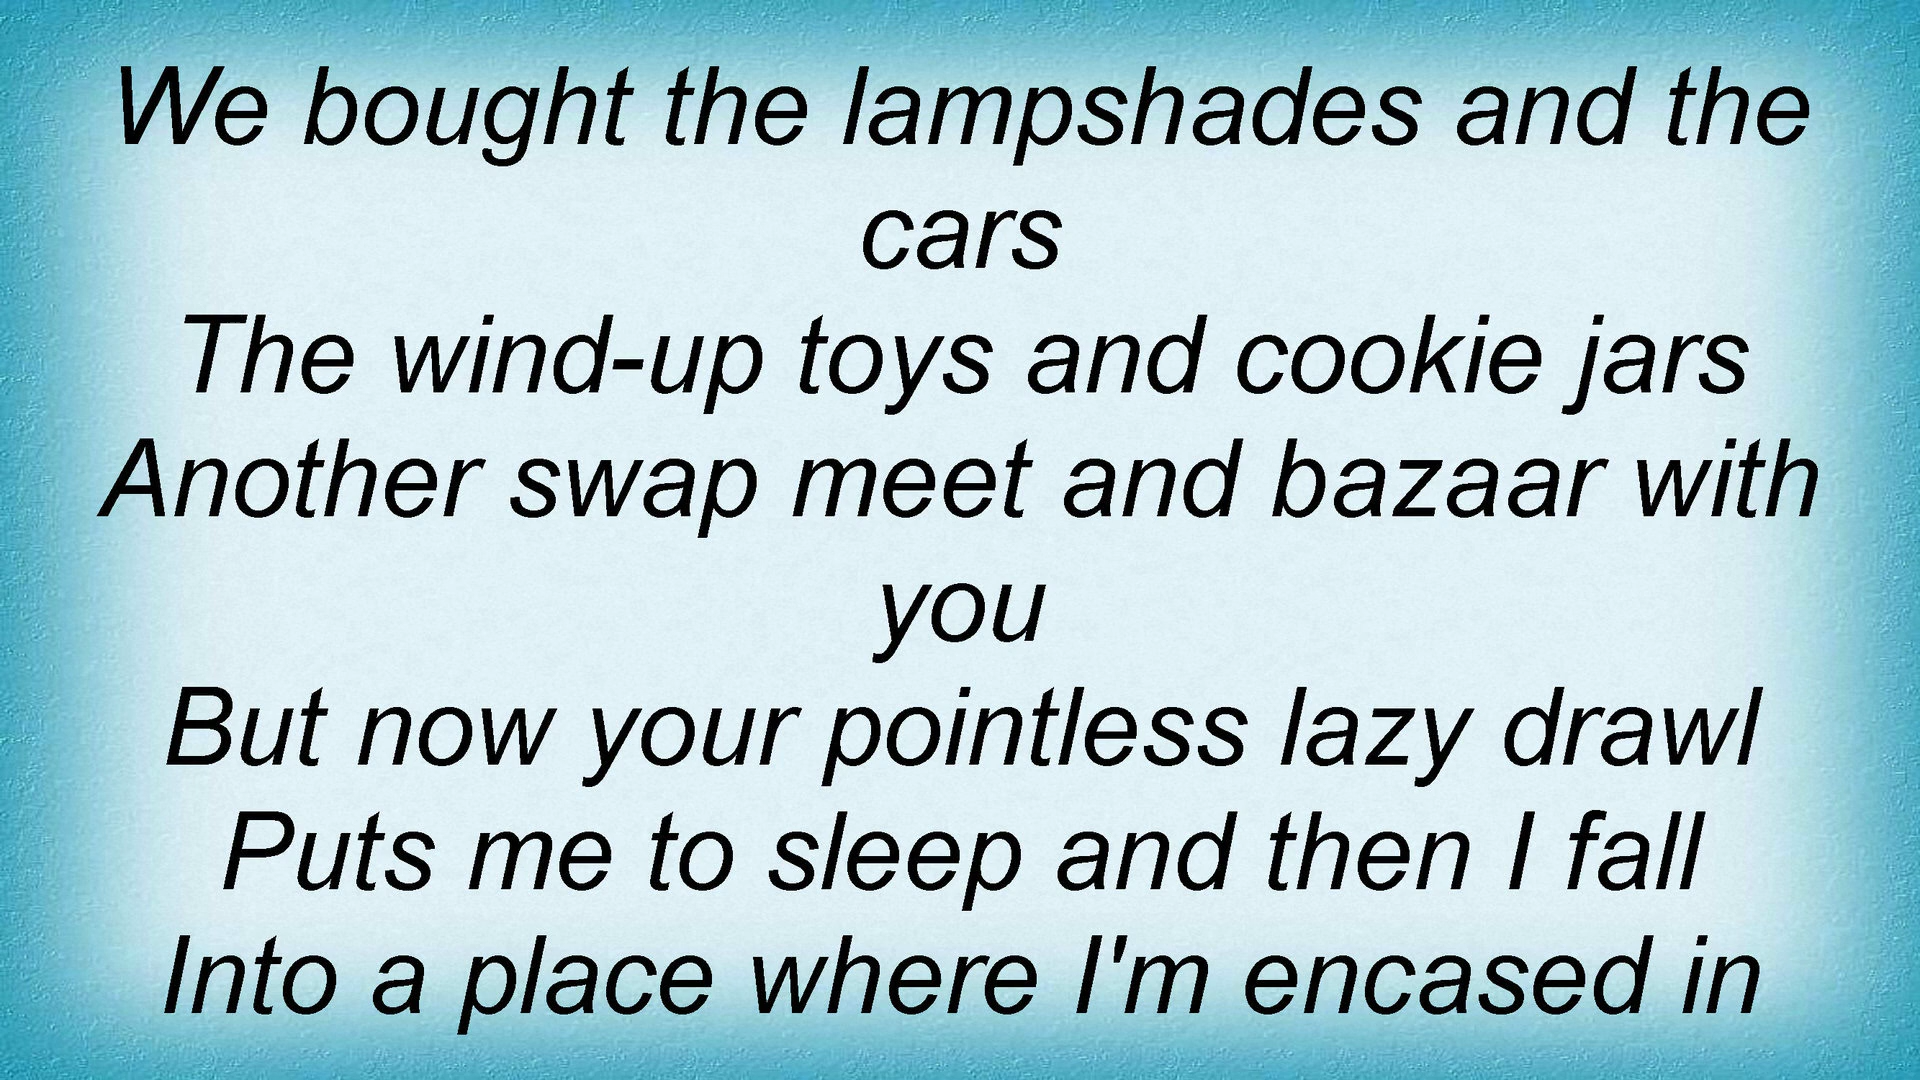 We bought the lampshades and the
cars
The wind-up toys and cookie jars
Another swap meet and bazaar with
you
But now your pointless lazy drawl
Puts me to sleep and then I fall
Into a place where I'm encased in